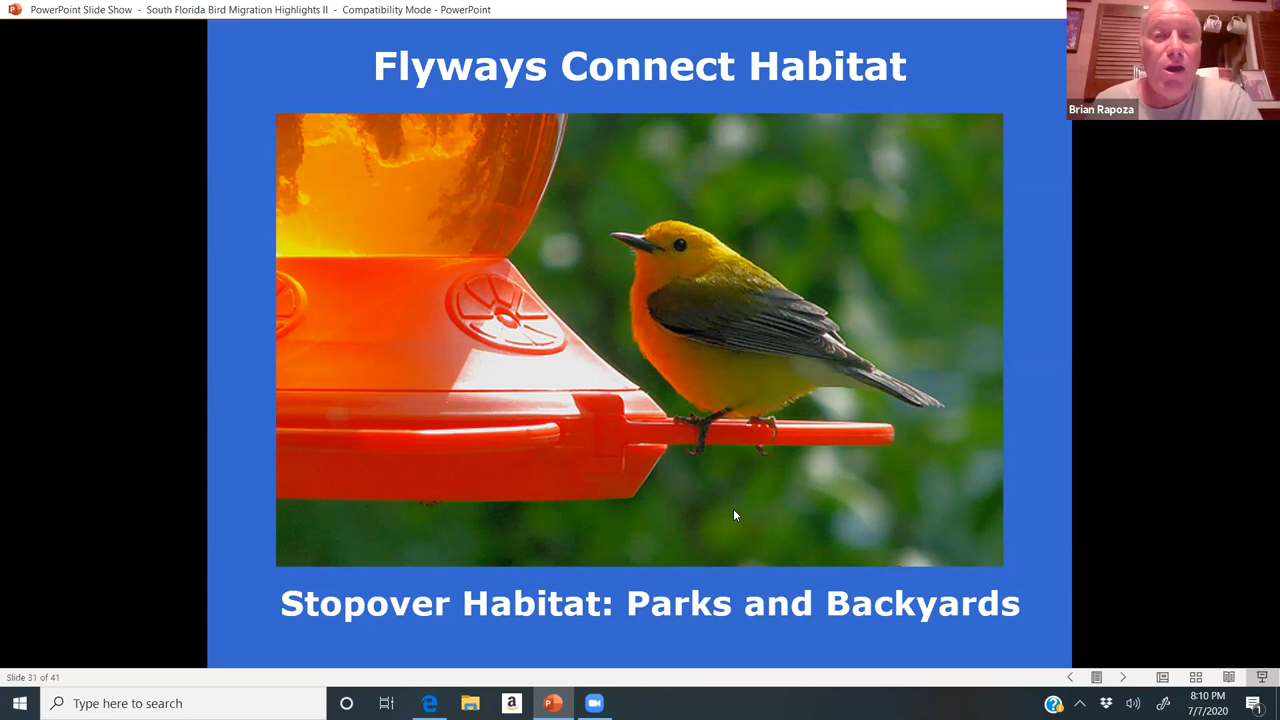 PowerPoint Slide Show - South Florida Bird Migration Highlights II - Compatibility Mode - PowerPoint
Flyways Connect Habitat
Brian Rapoza
Stopover Habitat: Parks and Backyards
Slide 31 of 41
Type here to search
8:10 PM
7/7/2020